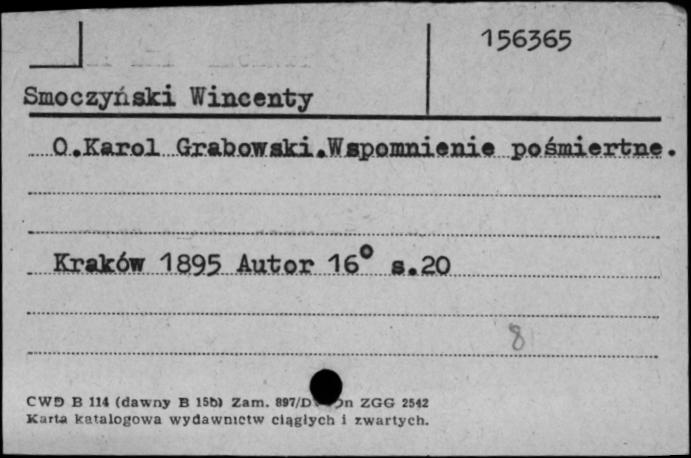 156365
Smoczyński Wincenty
O.Karol Grabowski.Wspomnienie pośmiertne.
Kraków 1895 Autor 16° s.20
8
CWD B 114 (dawny B 15b) Zam. 897/D ZGG 2542
Karta katalogowa wydawnictw ciągłych i zwartych.